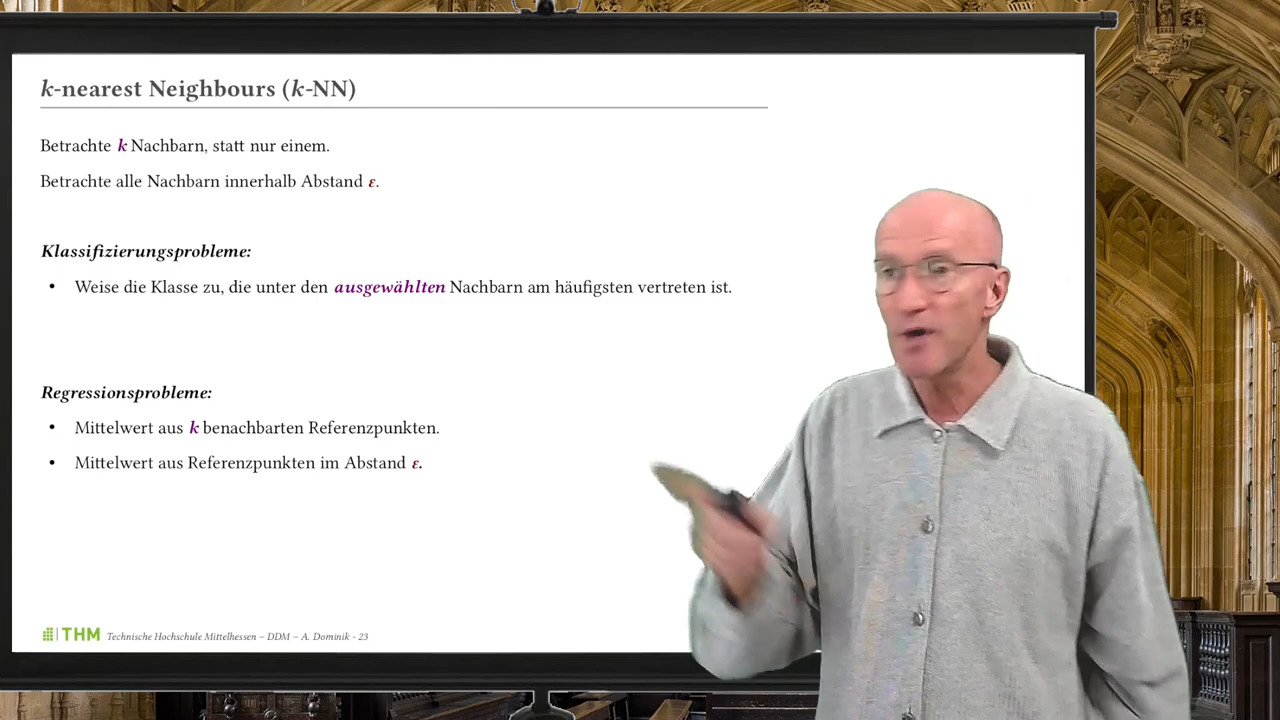 k-nearest Neighbours (k-NN)
Betrachte k Nachbarn, statt nur einem.
Betrachte alle Nachbarn innerhalb Abstand ε.
Klassifizierungsprobleme:
• Weise die Klasse zu, die unter den ausgewählten Nachbarn am häufigsten vertreten ist.
Regressionsprobleme:
• Mittelwert aus k benachbarten Referenzpunkten.
• Mittelwert aus Referenzpunkten im Abstand ε.
THM Technische Hochschule Mittelhessen – DDM – A. Dominik - 23